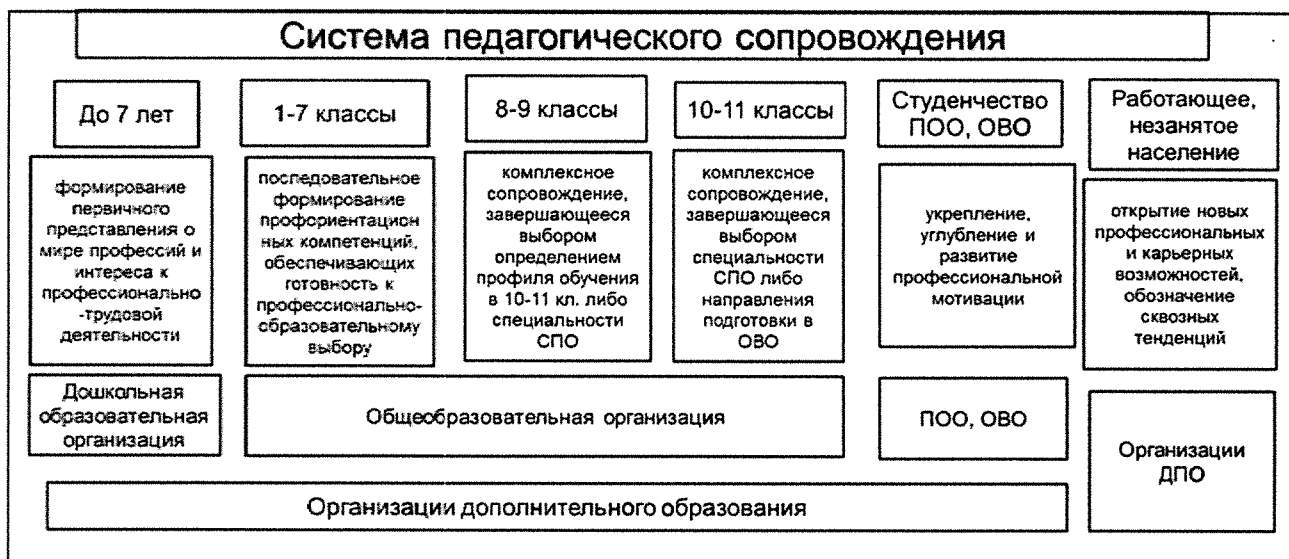 Система педагогического сопровождения
До 7 лет
1-7 классы
8-9 классы
10-11 классы
Студенчество
ПОО, ОВО
Работающее,
незанятое
население
формирование
первичного
представления о
мире профессий и
интереса к
профессионально
-трудовой
деятельности
последовательное
формирование
профориентацион
ных компетенций,
обеспечивающих
готовность к
профессионально-
образовательному
выбору
комплексное
сопровождение,
завершающееся
выбором
определением
профиля обучения
в 10-11 кл. либо
специальности
СПО
комплексное
сопровождение,
завершающееся
выбором
специальности
СПО либо
направления
подготовки в
ОВО
укрепление,
углубление и
развитие
профессиональной
мотивации
открытие новых
профессиональных
и карьерных
возможностей,
обозначение
сквозных
тенденций
Дошкольная
образовательная
организация
Общеобразовательная организация
ПОО, ОВО
Организации
ДПО
Организации дополнительного образования